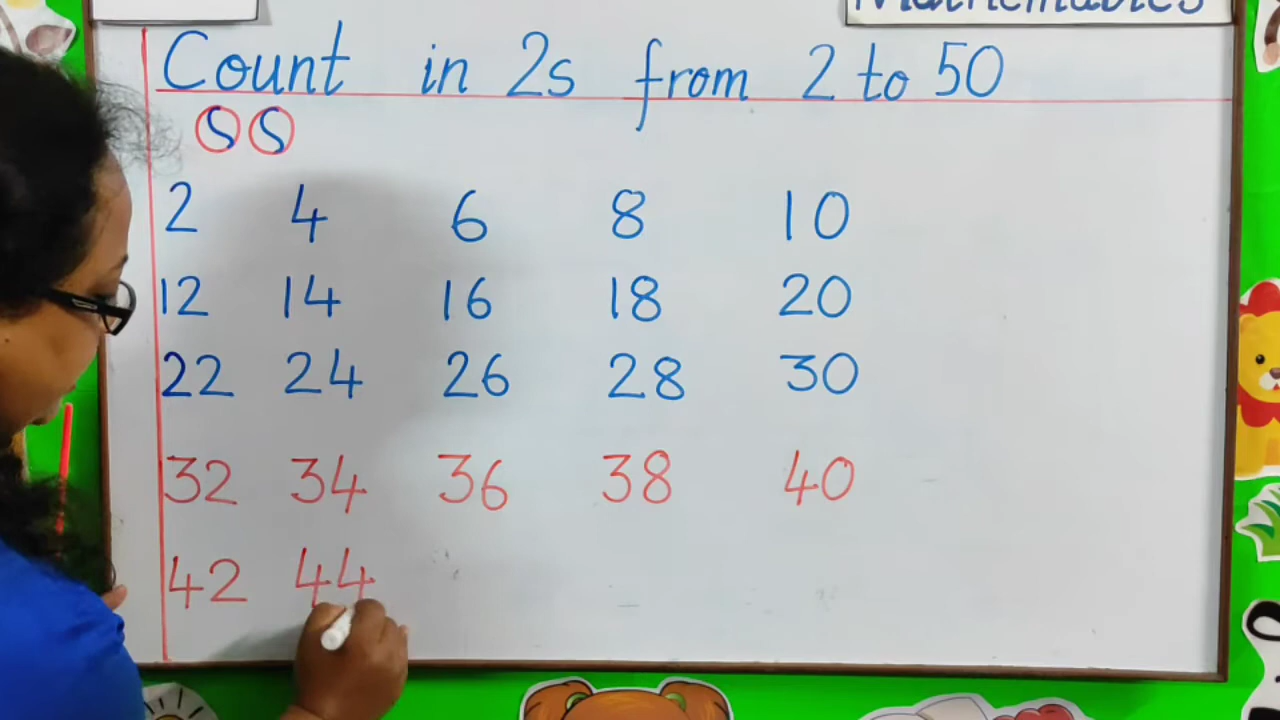 Mathematics
Count in 2s from 2 to 50
SS
2 4 6 8 10
12 14 16 18 20
22 24 26 28 30
32 34 36 38 40
42 44